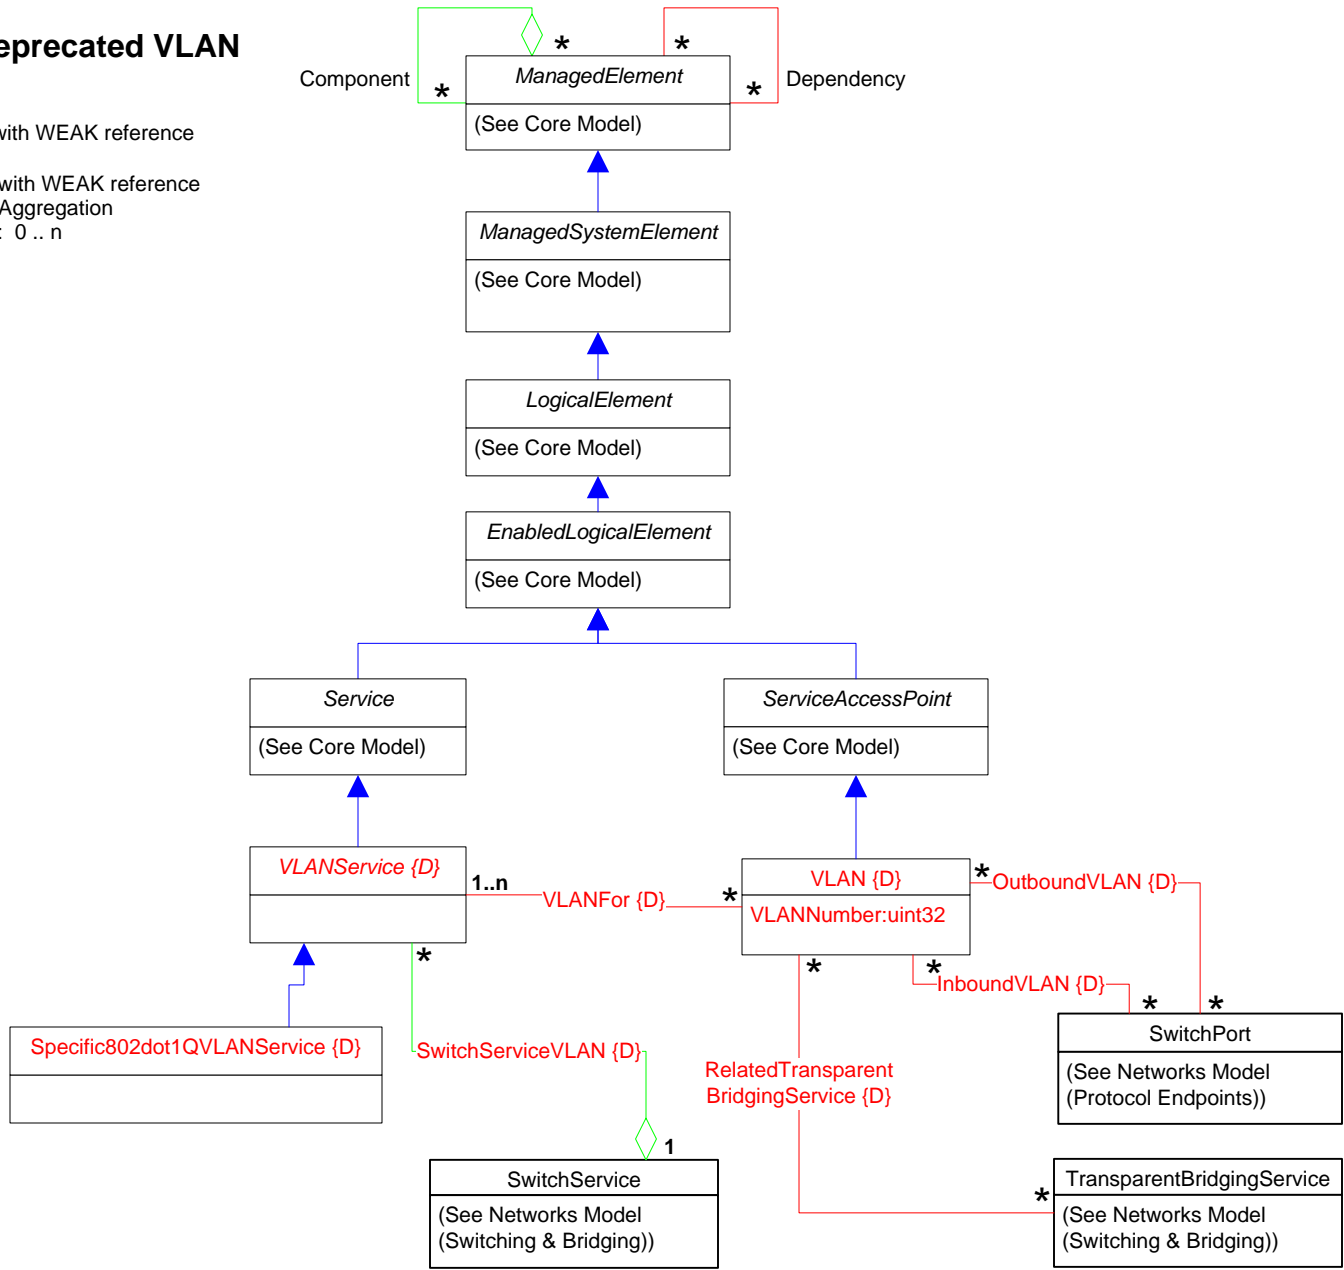 eprecated VLAN
with WEAK reference
with WEAK reference
Aggregation
: 0 .. n
Component
*
*
*
*
Dependency
ManagedElement
(See Core Model)
ManagedSystemElement
(See Core Model)
LogicalElement
(See Core Model)
EnabledLogicalElement
(See Core Model)
Service
(See Core Model)
ServiceAccessPoint
(See Core Model)
VLANService {D}
1..n
VLANFor {D}
*
VLAN {D}
VLANNumber:uint32
*
OutboundVLAN {D}
*
*
*
InboundVLAN {D}
*
*
Specific802dot1QVLANService {D}
SwitchServiceVLAN {D}
1
RelatedTransparent
BridgingService {D}
SwitchPort
(See Networks Model
(Protocol Endpoints))
SwitchService
(See Networks Model
(Switching & Bridging))
*
TransparentBridgingService
(See Networks Model
(Switching & Bridging))